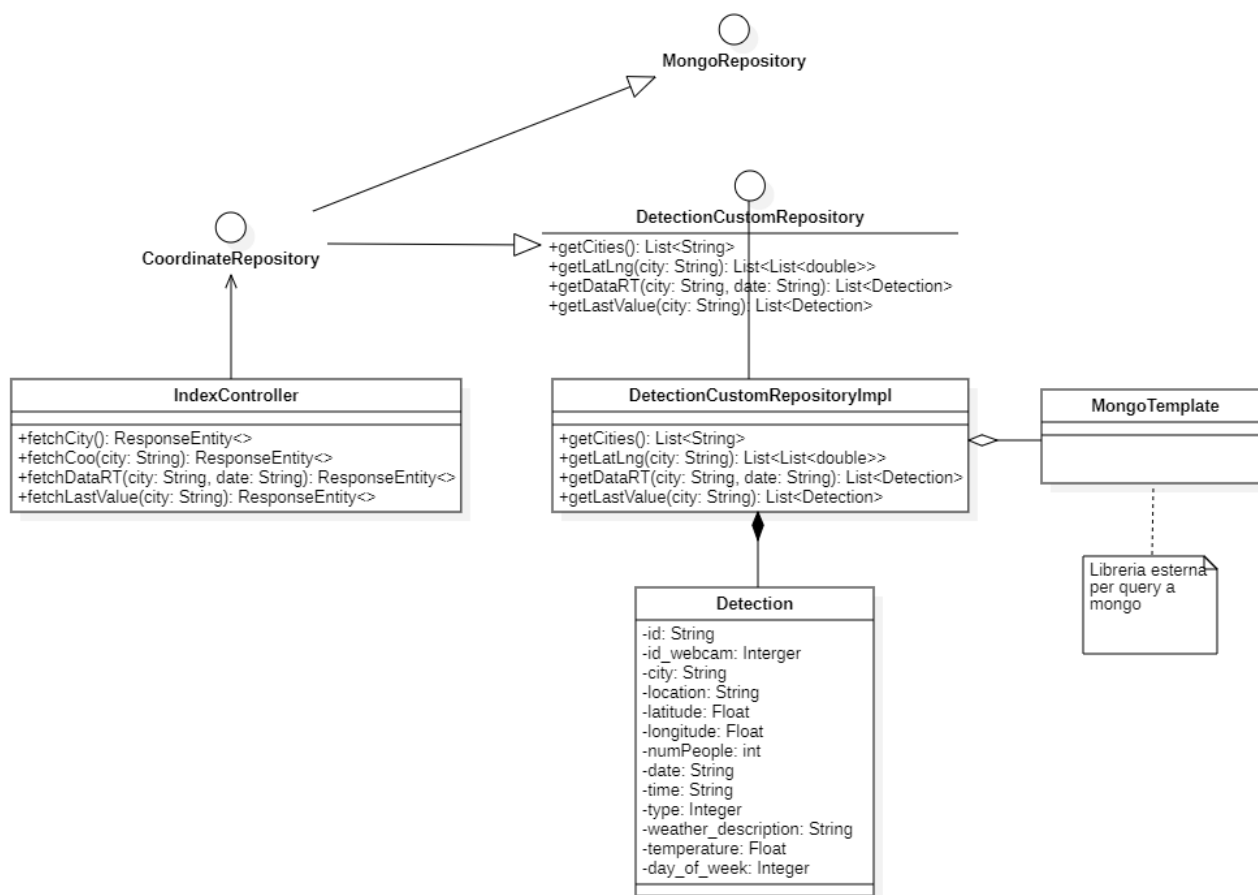 MongoRepository
DetectionCustomRepository
+getCities(): List<String>
+getLatLng(city: String): List<List<double>>
+getDataRT(city: String, date: String): List<Detection>
+getLastValue(city: String): List<Detection>
CoordinateRepository
IndexController
+fetchCity(): ResponseEntity<>
+fetchCoo(city: String): ResponseEntity<>
+fetchDataRT(city: String, date: String): ResponseEntity<>
+fetchLastValue(city: String): ResponseEntity<>
DetectionCustomRepositoryImpl
+getCities(): List<String>
+getLatLng(city: String): List<List<double>>
+getDataRT(city: String, date: String): List<Detection>
+getLastValue(city: String): List<Detection>
MongoTemplate
Libreria esterna
per query a
mongo
Detection
-id: String
-id_webcam: Interger
-city: String
-location: String
-latitude: Float
-longitude: Float
-numPeople: int
-date: String
-time: String
-type: Integer
-weather_description: String
-temperature: Float
-day_of_week: Integer